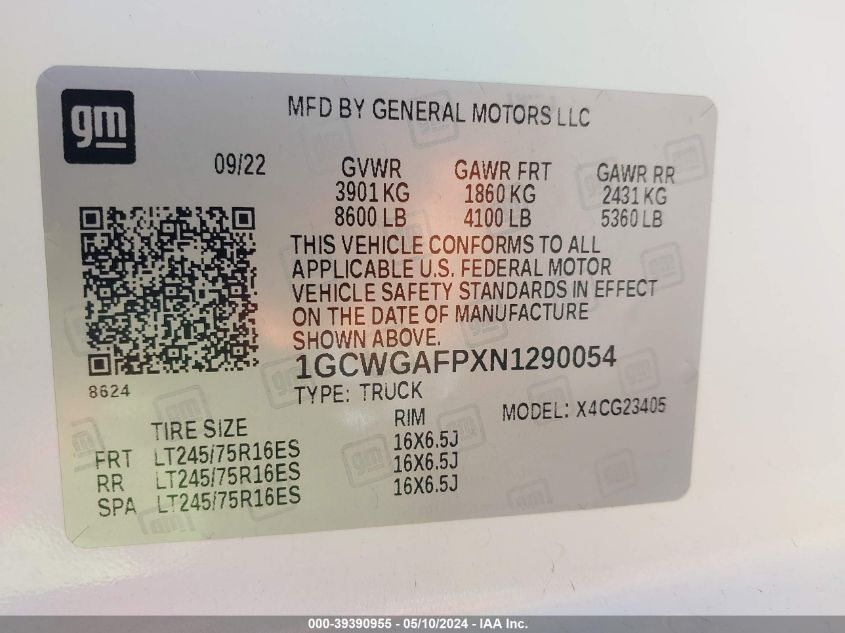 gm
MFD BY GENERAL MOTORS LLC
09/22 GVWR GAWR FRT GAWR RR
3901 KG 1860 KG 2431 KG
8600 LB 4100 LB 5360 LB
THIS VEHICLE CONFORMS TO ALL
APPLICABLE U.S. FEDERAL MOTOR
VEHICLE SAFETY STANDARDS IN EFFECT
ON THE DATE OF MANUFACTURE
SHOWN ABOVE.
1GCWGAFPXN1290054
8624
TYPE: TRUCK MODEL: X4CG23405
TIRE SIZE RIM
FRT LT245/75R16ES 16X6.5J
RR LT245/75R16ES 16X6.5J
SPA LT245/75R16ES 16X6.5J
000-39390955 - 05/10/2024 - IAA Inc.